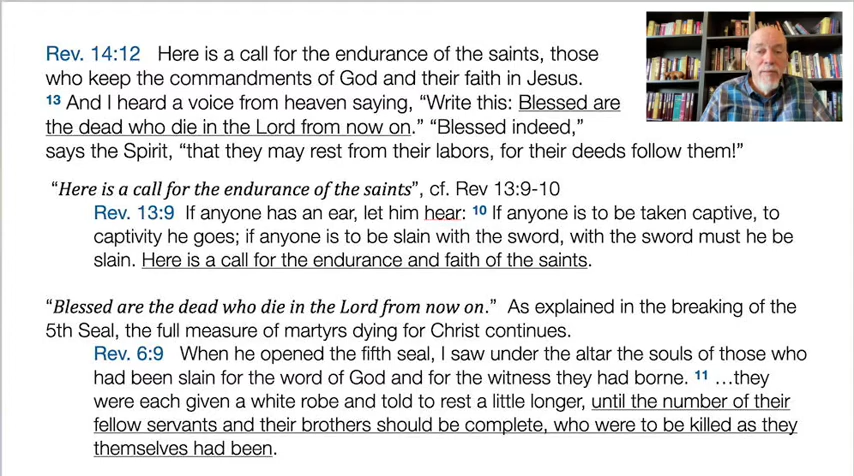 Rev. 14:12 Here is a call for the endurance of the saints, those
who keep the commandments of God and their faith in Jesus.
13 And I heard a voice from heaven saying, “Write this: Blessed are
the dead who die in the Lord from now on.” “Blessed indeed,”
says the Spirit, “that they may rest from their labors, for their deeds follow them!”
“Here is a call for the endurance of the saints”, cf. Rev 13:9-10
Rev. 13:9 If anyone has an ear, let him hear: 10 If anyone is to be taken captive, to
captivity he goes; if anyone is to be slain with the sword, with the sword must he be
slain. Here is a call for the endurance and faith of the saints.
“Blessed are the dead who die in the Lord from now on.” As explained in the breaking of the
5th Seal, the full measure of martyrs dying for Christ continues.
Rev. 6:9 When he opened the fifth seal, I saw under the altar the souls of those who
had been slain for the word of God and for the witness they had borne. 11 …they
were each given a white robe and told to rest a little longer, until the number of their
fellow servants and their brothers should be complete, who were to be killed as they
themselves had been.